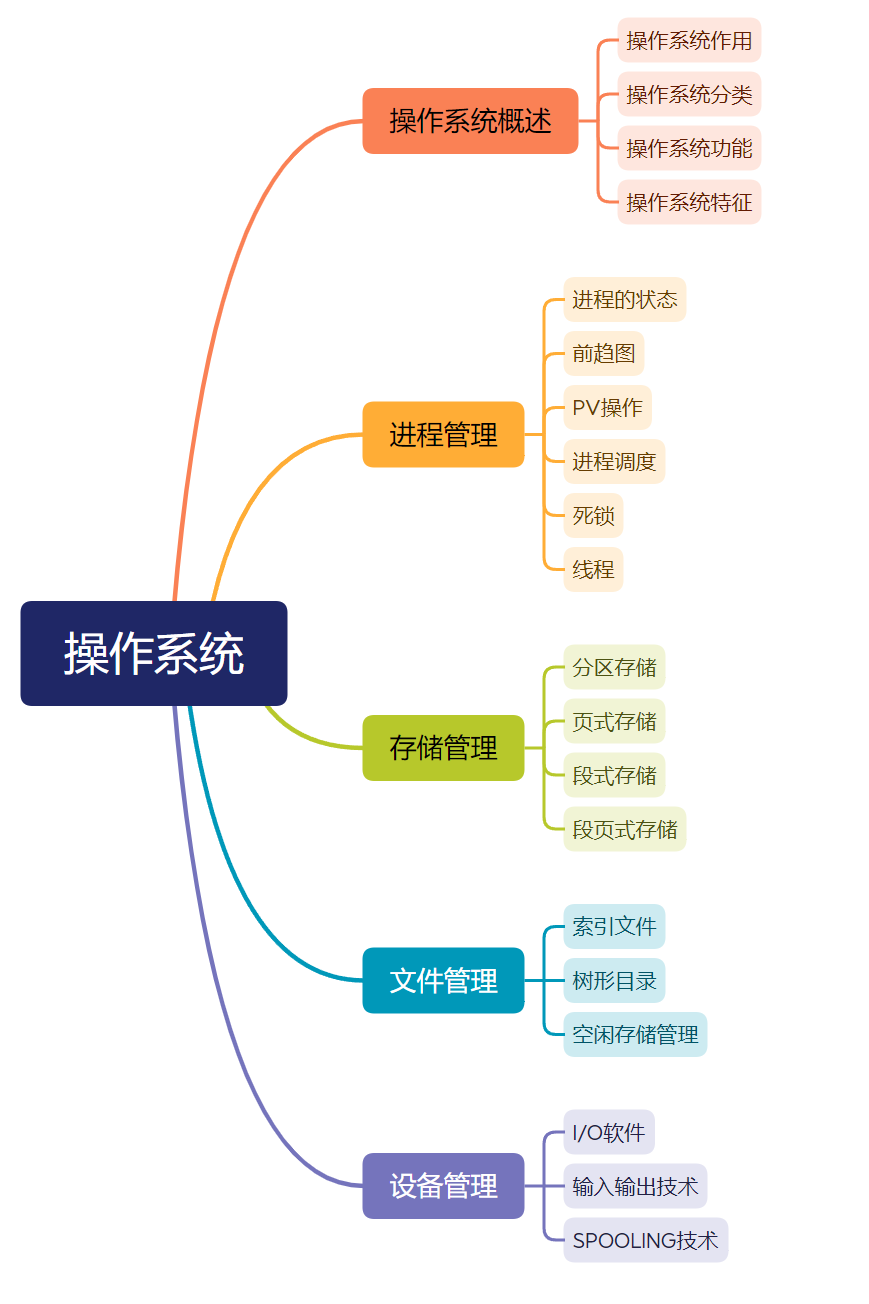 操作系统
操作系统概述
操作系统作用
操作系统分类
操作系统功能
操作系统特征
进程管理
进程的状态
前趋图
PV操作
进程调度
死锁
线程
存储管理
分区存储
页式存储
段式存储
段页式存储
文件管理
索引文件
树形目录
空闲存储管理
设备管理
I/O软件
输入输出技术
SPOOLING技术